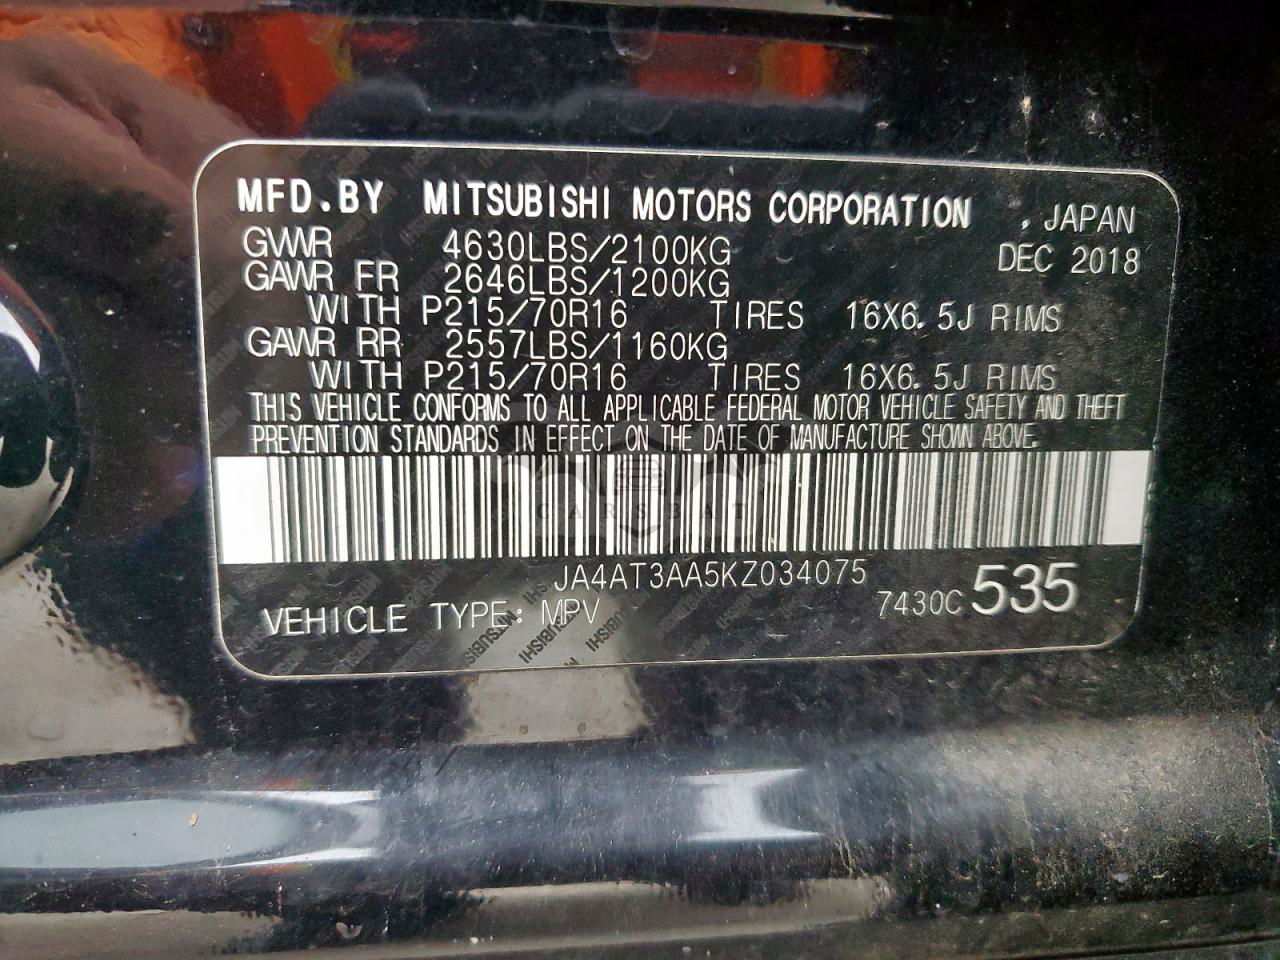 MFD.BY MITSUBISHI MOTORS CORPORATION , JAPAN
GVWR 4630LBS/2100KG DEC 2018
GAWR FR 2646LBS/1200KG
WITH P215/70R16 TIRES 16X6.5J RIMS
GAWR RR 2557LBS/1160KG
WITH P215/70R16 TIRES 16X6.5J RIMS
THIS VEHICLE CONFORMS TO ALL APPLICABLE FEDERAL MOTOR VEHICLE SAFETY AND THEFT
PREVENTION STANDARDS IN EFFECT ON THE DATE OF MANUFACTURE SHOWN ABOVE.
CARSBAT
JA4AT3AA5KZ034075
VEHICLE TYPE: MPV 7430C 535
MITSUBISHI